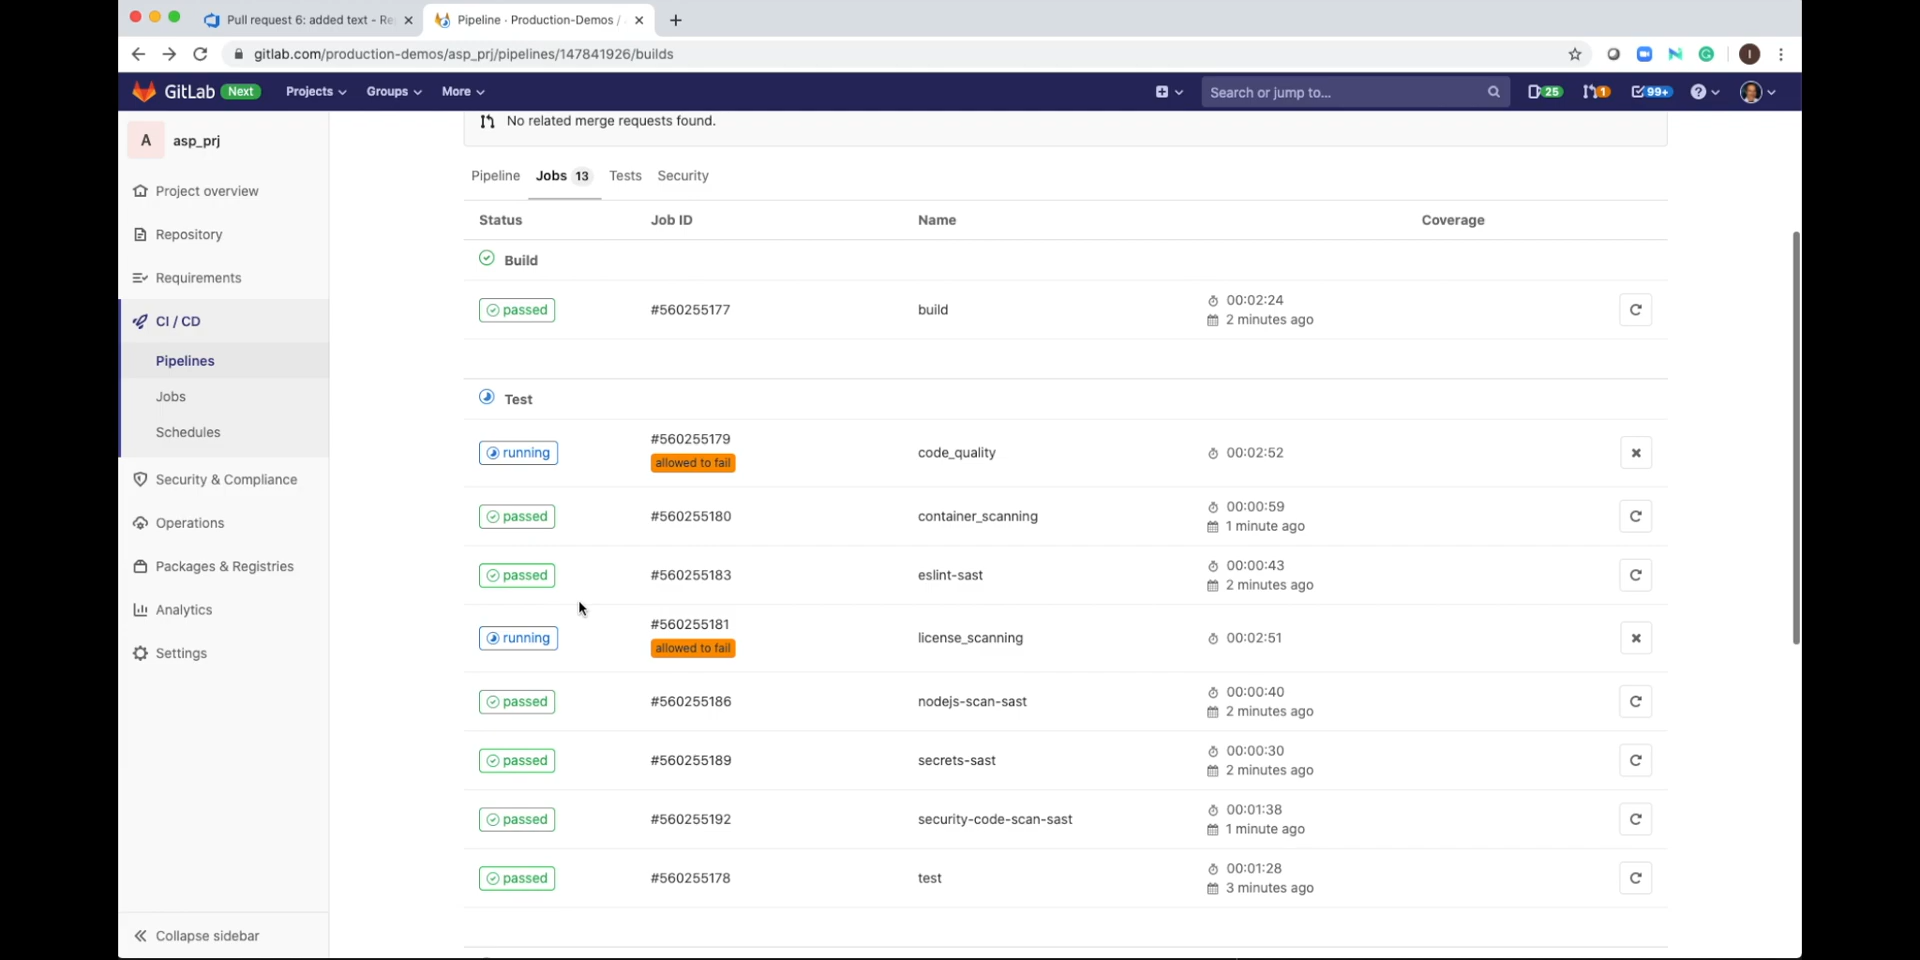 Pull request 6: added text - Re
Pipeline · Production-Demos /
gitlab.com/production-demos/asp_prj/pipelines/147841926/builds
GitLab Next Projects Groups More Search or jump to... 25 1 99+
A asp_prj
Project overview
Repository
Requirements
CI / CD
Pipelines
Jobs
Schedules
Security & Compliance
Operations
Packages & Registries
Analytics
Settings
Collapse sidebar
No related merge requests found.
Pipeline Jobs 13 Tests Security
Status Job ID Name Coverage
Build
passed #560255177 build 00:02:24
2 minutes ago
Test
running #560255179 code_quality 00:02:52
allowed to fail
passed #560255180 container_scanning 00:00:59
1 minute ago
passed #560255183 eslint-sast 00:00:43
2 minutes ago
running #560255181 license_scanning 00:02:51
allowed to fail
passed #560255186 nodejs-scan-sast 00:00:40
2 minutes ago
passed #560255189 secrets-sast 00:00:30
2 minutes ago
passed #560255192 security-code-scan-sast 00:01:38
1 minute ago
passed #560255178 test 00:01:28
3 minutes ago